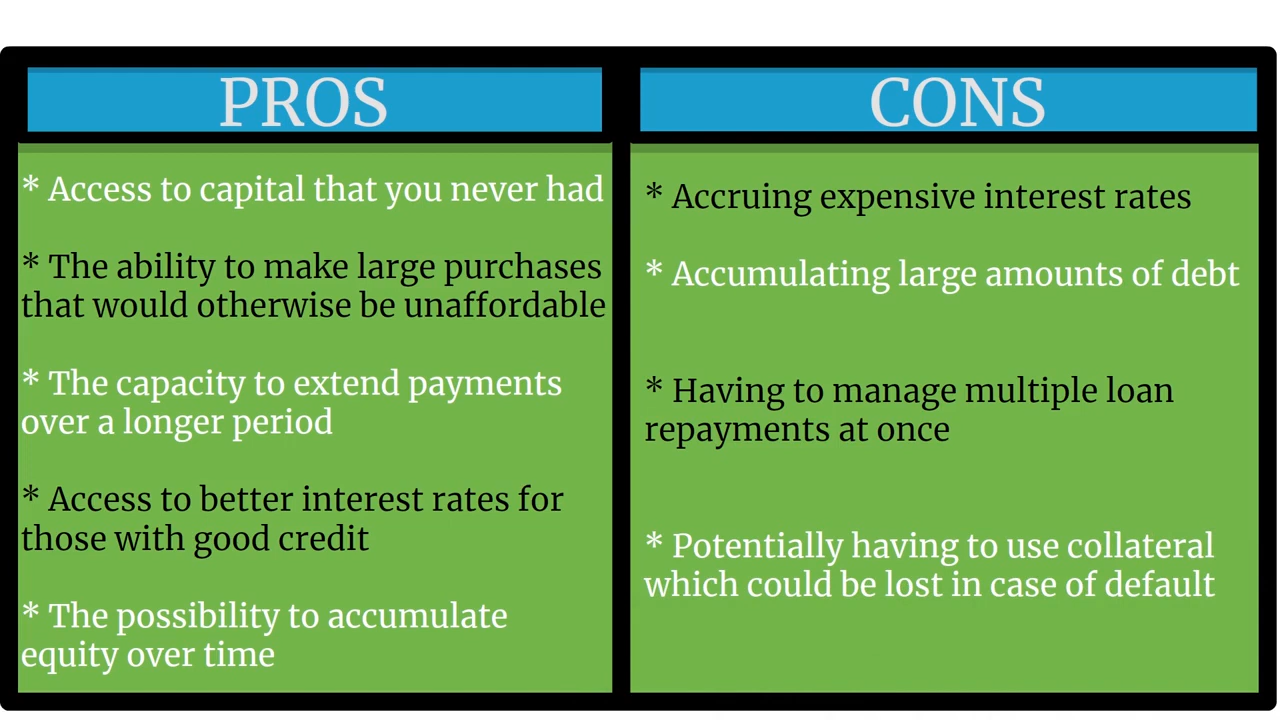 PROS
* Access to capital that you never had
* The ability to make large purchases
that would otherwise be unaffordable
* The capacity to extend payments
over a longer period
* Access to better interest rates for
those with good credit
* The possibility to accumulate
equity over time
CONS
* Accruing expensive interest rates
* Accumulating large amounts of debt
* Having to manage multiple loan
repayments at once
* Potentially having to use collateral
which could be lost in case of default